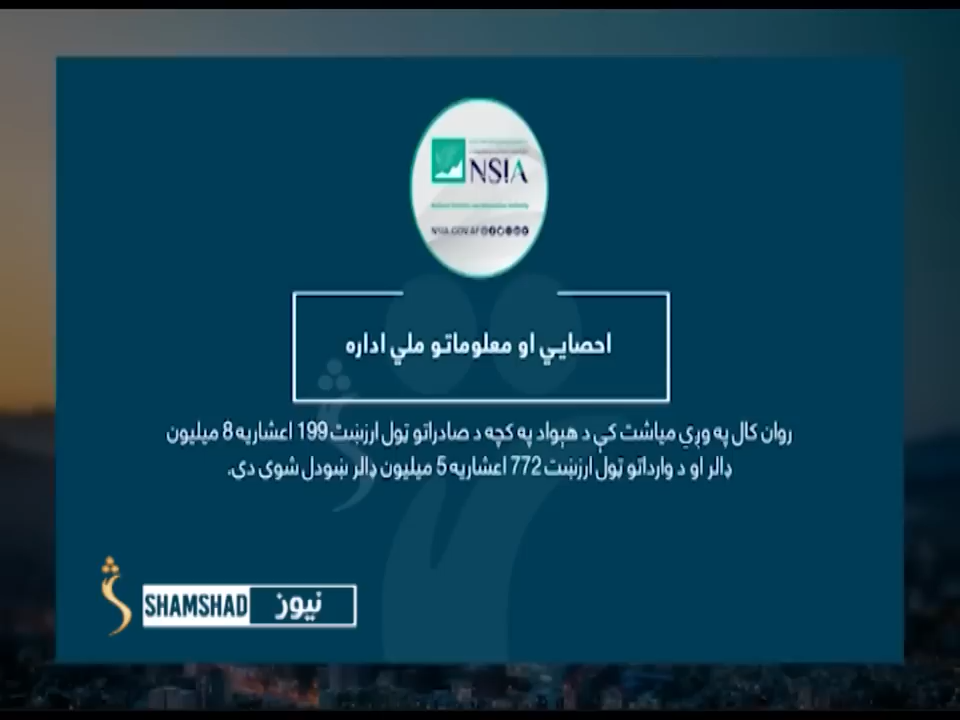 NSIA
NSIA.GOV.AF
احصایي او معلوماتو ملي اداره
روان کال په وږي میاشت کې د هېواد په کچه د صادراتو ټول ارزښت 199 اعشاریه 8 میلیون
ډالر او د وارداتو ټول ارزښت 772 اعشاریه 5 میلیون ډالر ښودل شوی دی.
SHAMSHAD نیوز